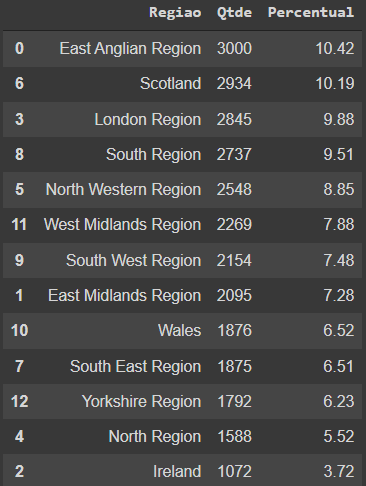 Regiao Qtde Percentual
0 East Anglian Region 3000 10.42
6 Scotland 2934 10.19
3 London Region 2845 9.88
8 South Region 2737 9.51
5 North Western Region 2548 8.85
11 West Midlands Region 2269 7.88
9 South West Region 2154 7.48
1 East Midlands Region 2095 7.28
10 Wales 1876 6.52
7 South East Region 1875 6.51
12 Yorkshire Region 1792 6.23
4 North Region 1588 5.52
2 Ireland 1072 3.72